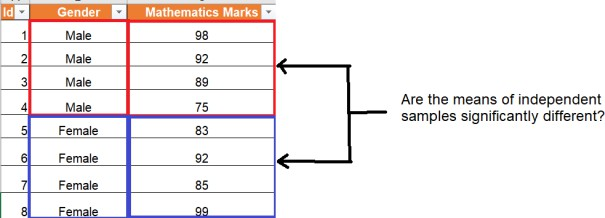 Id Gender Mathematics Marks
1 Male 98
2 Male 92
3 Male 89
4 Male 75
5 Female 83
6 Female 92
7 Female 85
8 Female 99
Are the means of independent
samples significantly different?